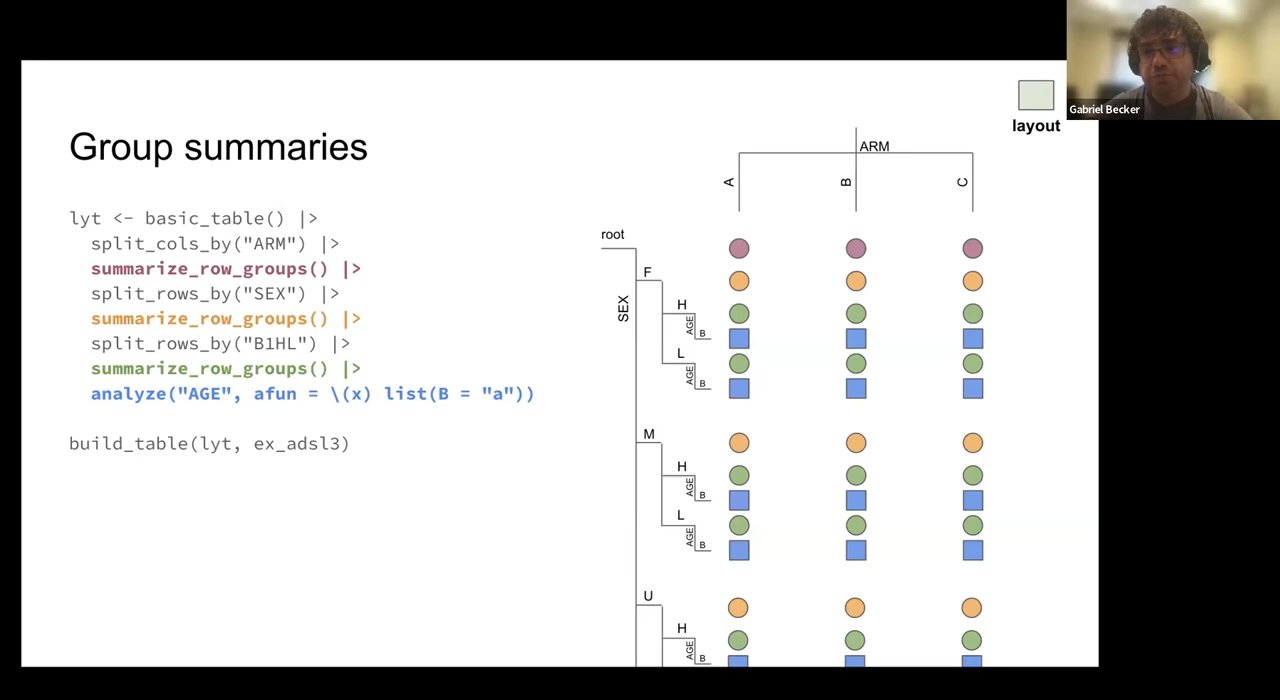 Gabriel Becker
layout
Group summaries
lyt <- basic_table() |>
split_cols_by("ARM") |>
summarize_row_groups() |>
split_rows_by("SEX") |>
summarize_row_groups() |>
split_rows_by("B1HL") |>
summarize_row_groups() |>
analyze("AGE", afun = \(x) list(B = "a"))
build_table(lyt, ex_adsl3)
ARM
A
B
C
root
SEX
F
H
AGE
B
L
AGE
B
M
H
AGE
B
L
AGE
B
U
H
AGE
B